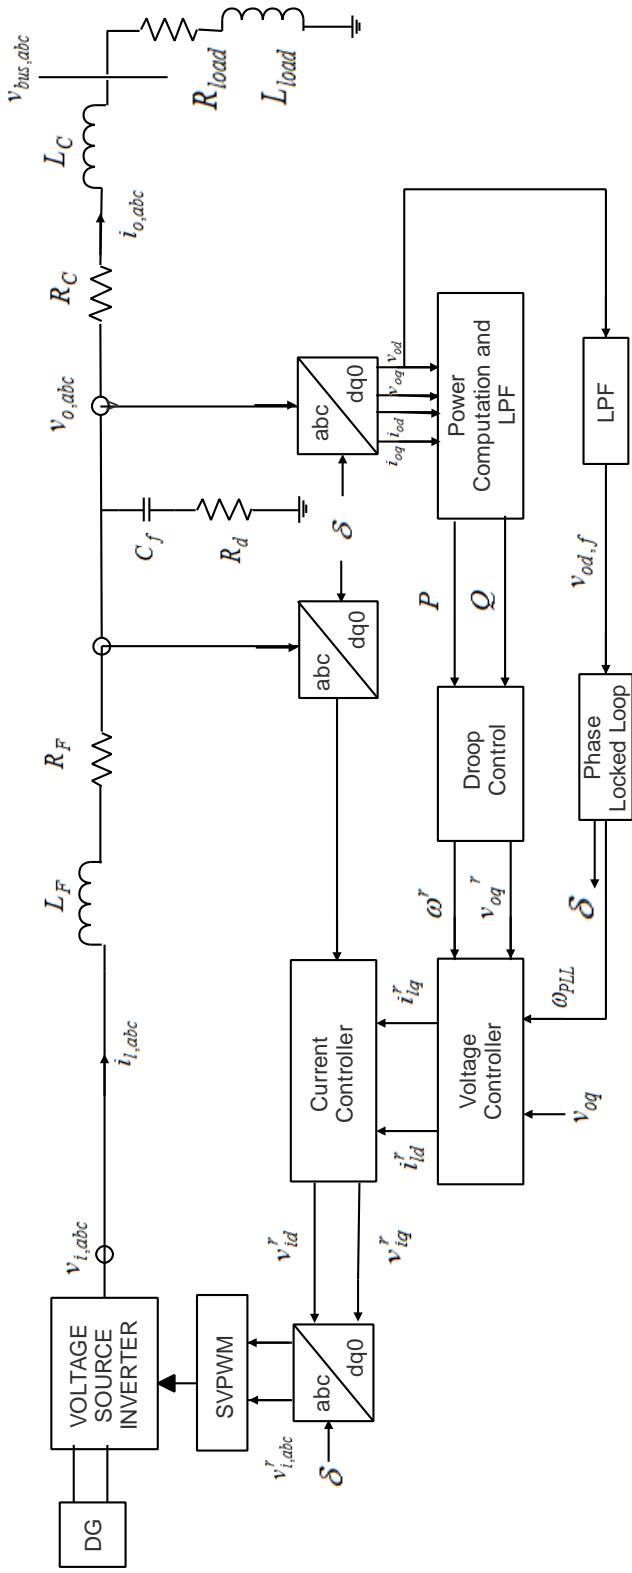 DG
VOLTAGE
SOURCE
INVERTER
v_{i,abc}
i_{l,abc}
L_F
R_F
C_f
R_d
v_{o,abc}
R_C
i_{o,abc}
L_C
v_{bus,abc}
R_{load}
L_{load}
SVPWM
v^r_{i,abc}
abc
dq0
δ
v^r_{id}
v^r_{iq}
Current
Controller
abc
dq0
δ
abc
dq0
i^r_{ld}
i^r_{lq}
i_{oq}
i_{od}
v_{oq}
v_{od}
Voltage
Controller
v_{oq}
ω^r
v_{oq}^r
Droop
Control
P
Q
Power
Computation and
LPF
ω_{PLL}
δ
Phase
Locked Loop
v_{od,f}
LPF